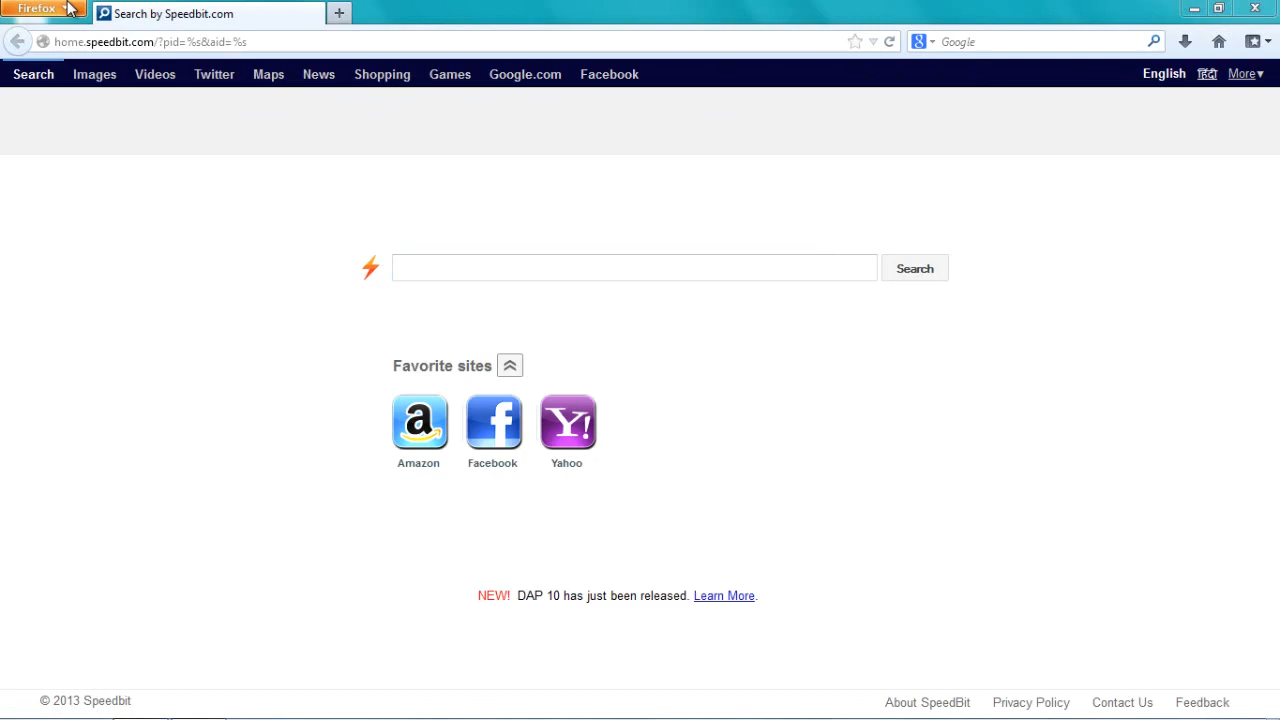 Firefox
Search by Speedbit.com
home.speedbit.com/?pid=%s&aid=%s
Google
Search Images Videos Twitter Maps News Shopping Games Google.com Facebook
English More
Search
Favorite sites
Amazon Facebook Yahoo
NEW! DAP 10 has just been released. Learn More.
© 2013 Speedbit
About SpeedBit Privacy Policy Contact Us Feedback